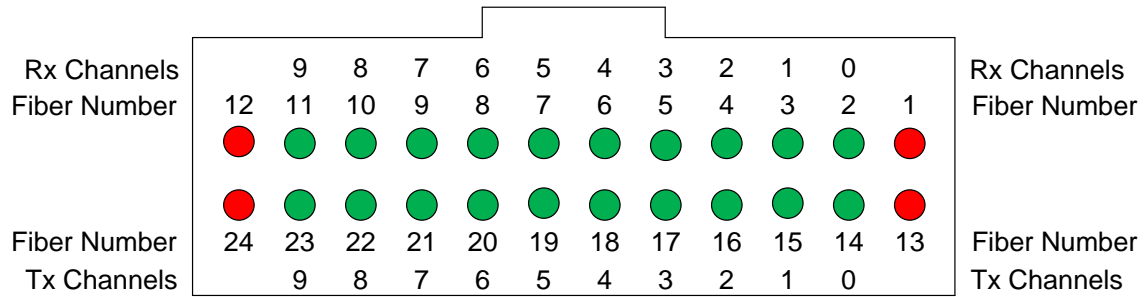 Rx Channels 9 8 7 6 5 4 3 2 1 0 Rx Channels
Fiber Number 12 11 10 9 8 7 6 5 4 3 2 1 Fiber Number
Fiber Number 24 23 22 21 20 19 18 17 16 15 14 13 Fiber Number
Tx Channels 9 8 7 6 5 4 3 2 1 0 Tx Channels